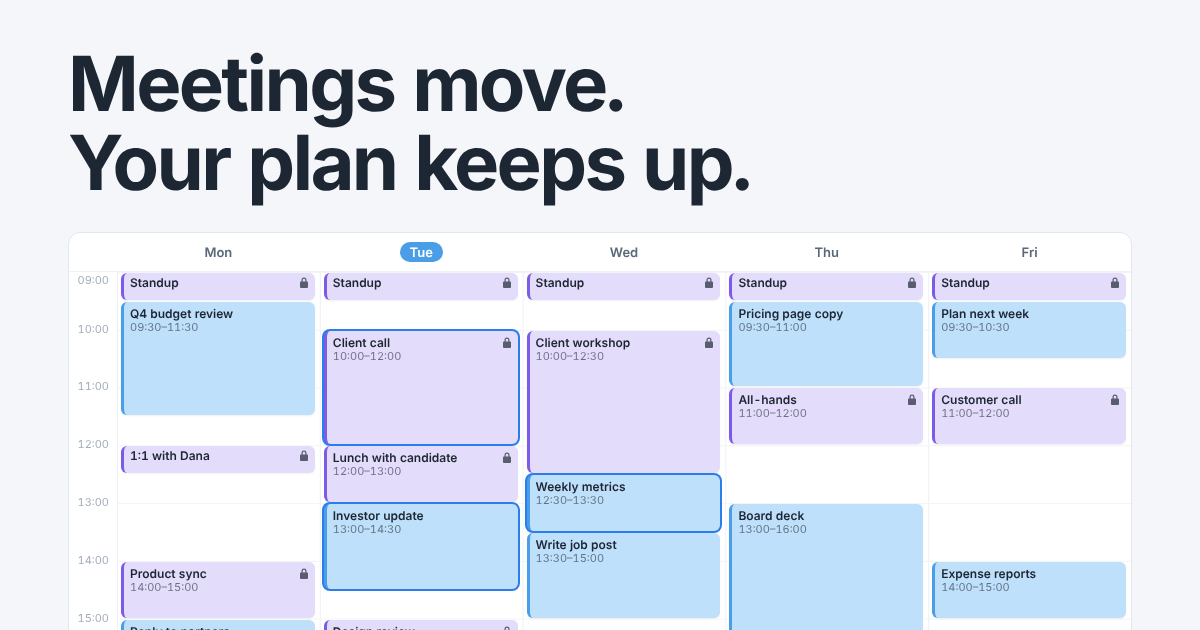 Meetings move.
Your plan keeps up.
Mon Tue Wed Thu Fri
09:00
10:00
11:00
12:00
13:00
14:00
15:00
Standup
Q4 budget review
09:30–11:30
1:1 with Dana
Product sync
14:00–15:00
Reply to partners
Standup
Client call
10:00–12:00
Lunch with candidate
12:00–13:00
Investor update
13:00–14:30
Design review
Standup
Client workshop
10:00–12:30
Weekly metrics
12:30–13:30
Write job post
13:30–15:00
Standup
Pricing page copy
09:30–11:00
All-hands
11:00–12:00
Board deck
13:00–16:00
Standup
Plan next week
09:30–10:30
Customer call
11:00–12:00
Expense reports
14:00–15:00